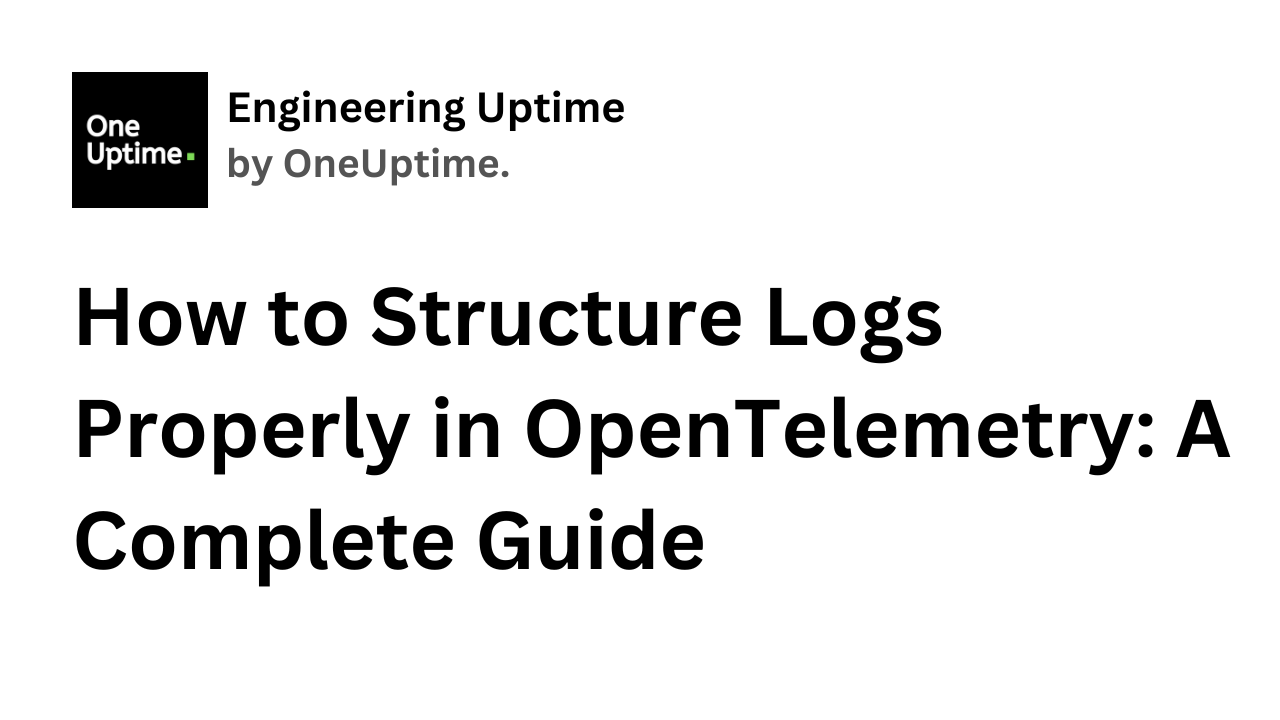 One
Uptime.
Engineering Uptime
by OneUptime.
How to Structure Logs
Properly in OpenTelemetry: A
Complete Guide